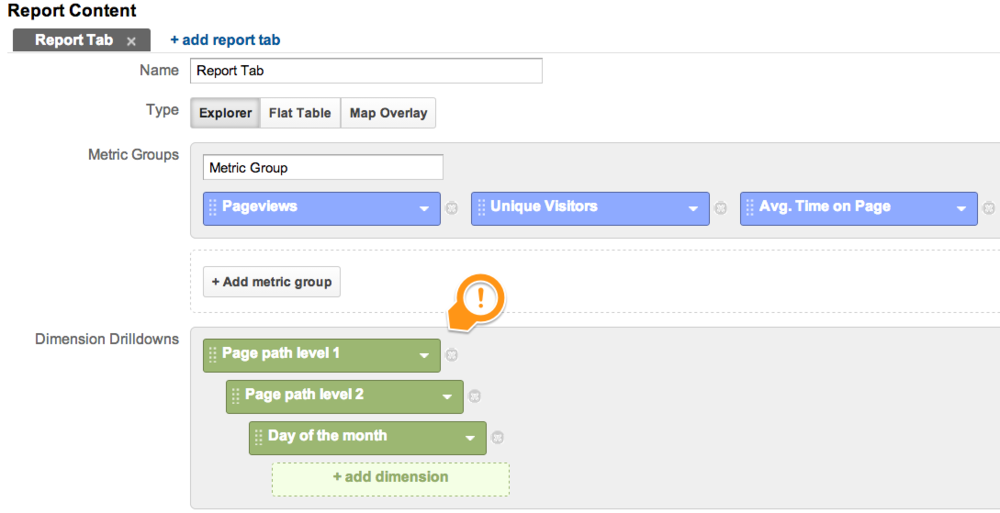 Report Content
Report Tab x + add report tab
Name Report Tab
Type Explorer Flat Table Map Overlay
Metric Groups
Metric Group
Pageviews Unique Visitors Avg. Time on Page
+ Add metric group
!
Dimension Drilldowns
Page path level 1
Page path level 2
Day of the month
+ add dimension